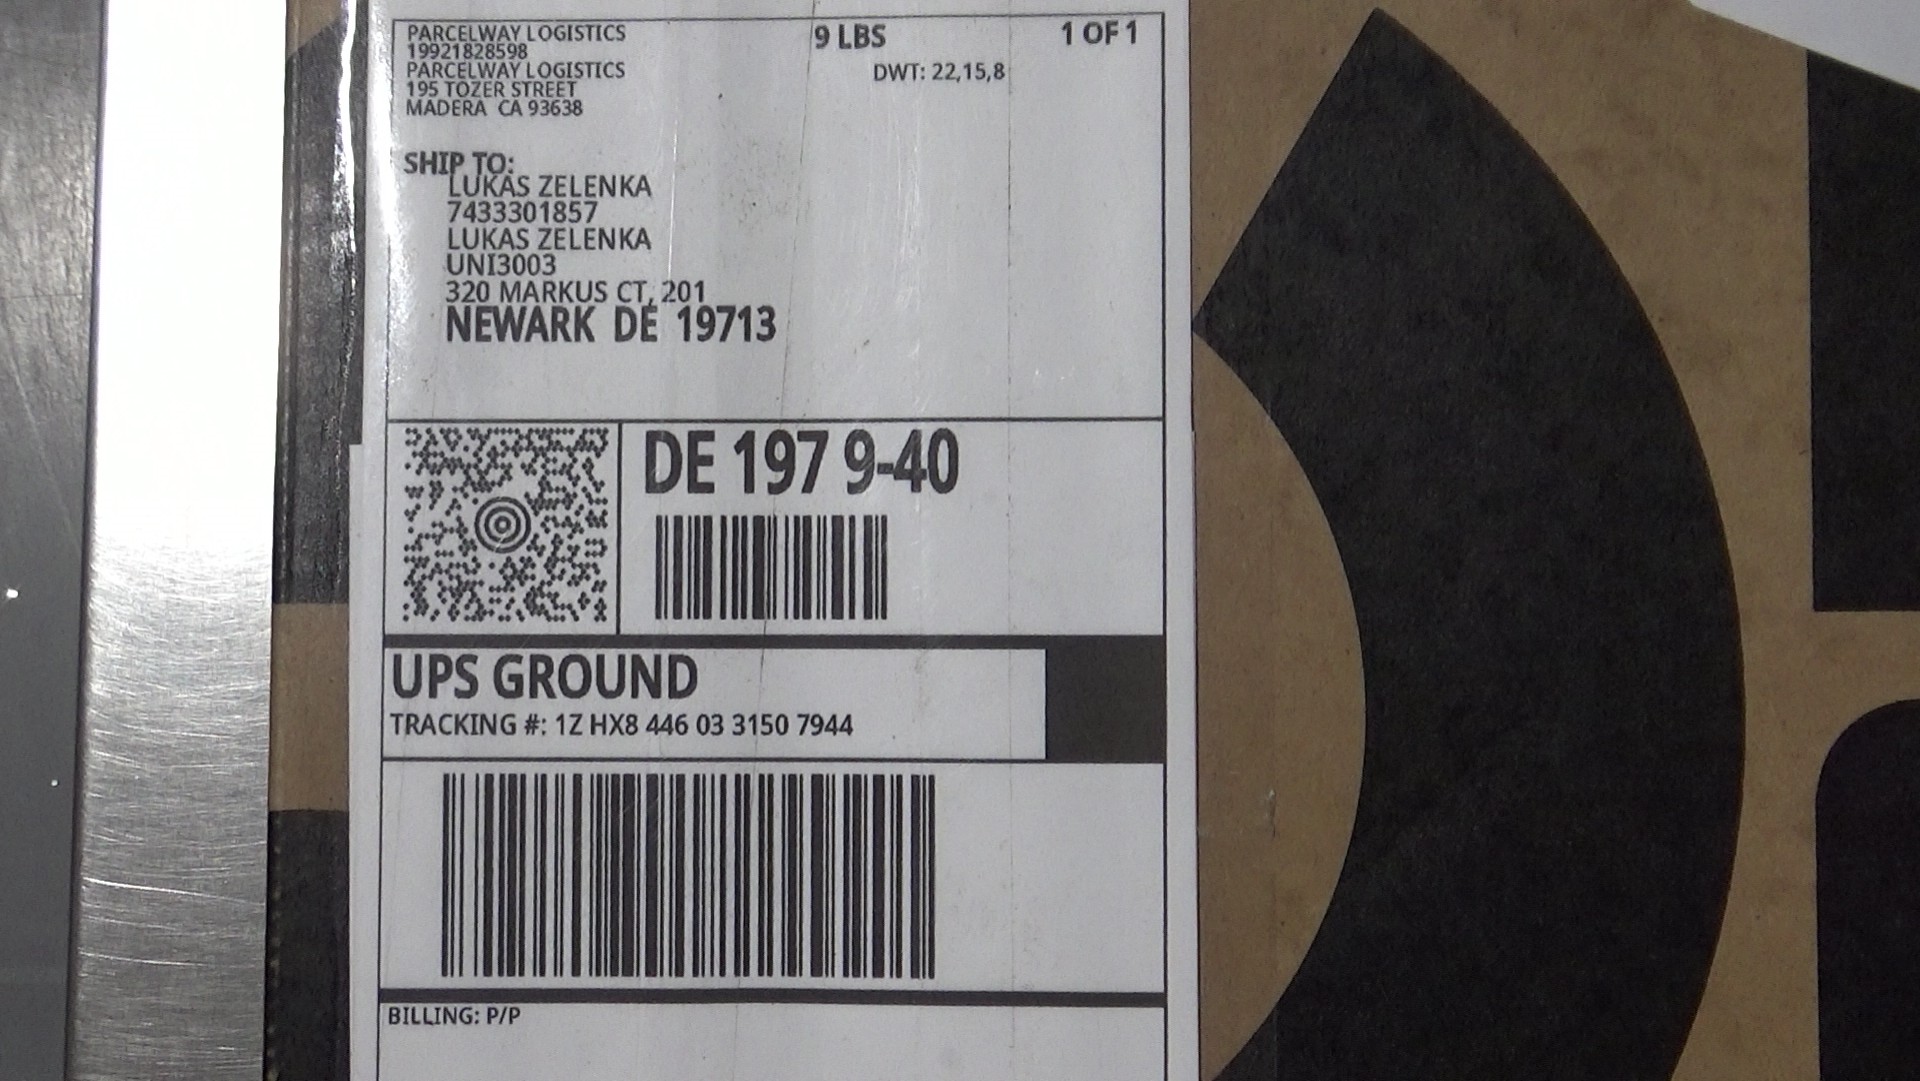 PARCELWAY LOGISTICS
19921828598
PARCELWAY LOGISTICS
195 TOZER STREET
MADERA CA 93638
9 LBS
1 OF 1
DWT: 22,15,8
SHIP TO:
LUKAS ZELENKA
7433301857
LUKAS ZELENKA
UNI3003
320 MARKUS CT, 201
NEWARK DE 19713
DE 197 9-40
UPS GROUND
TRACKING #: 1Z HX8 446 03 3150 7944
BILLING: P/P